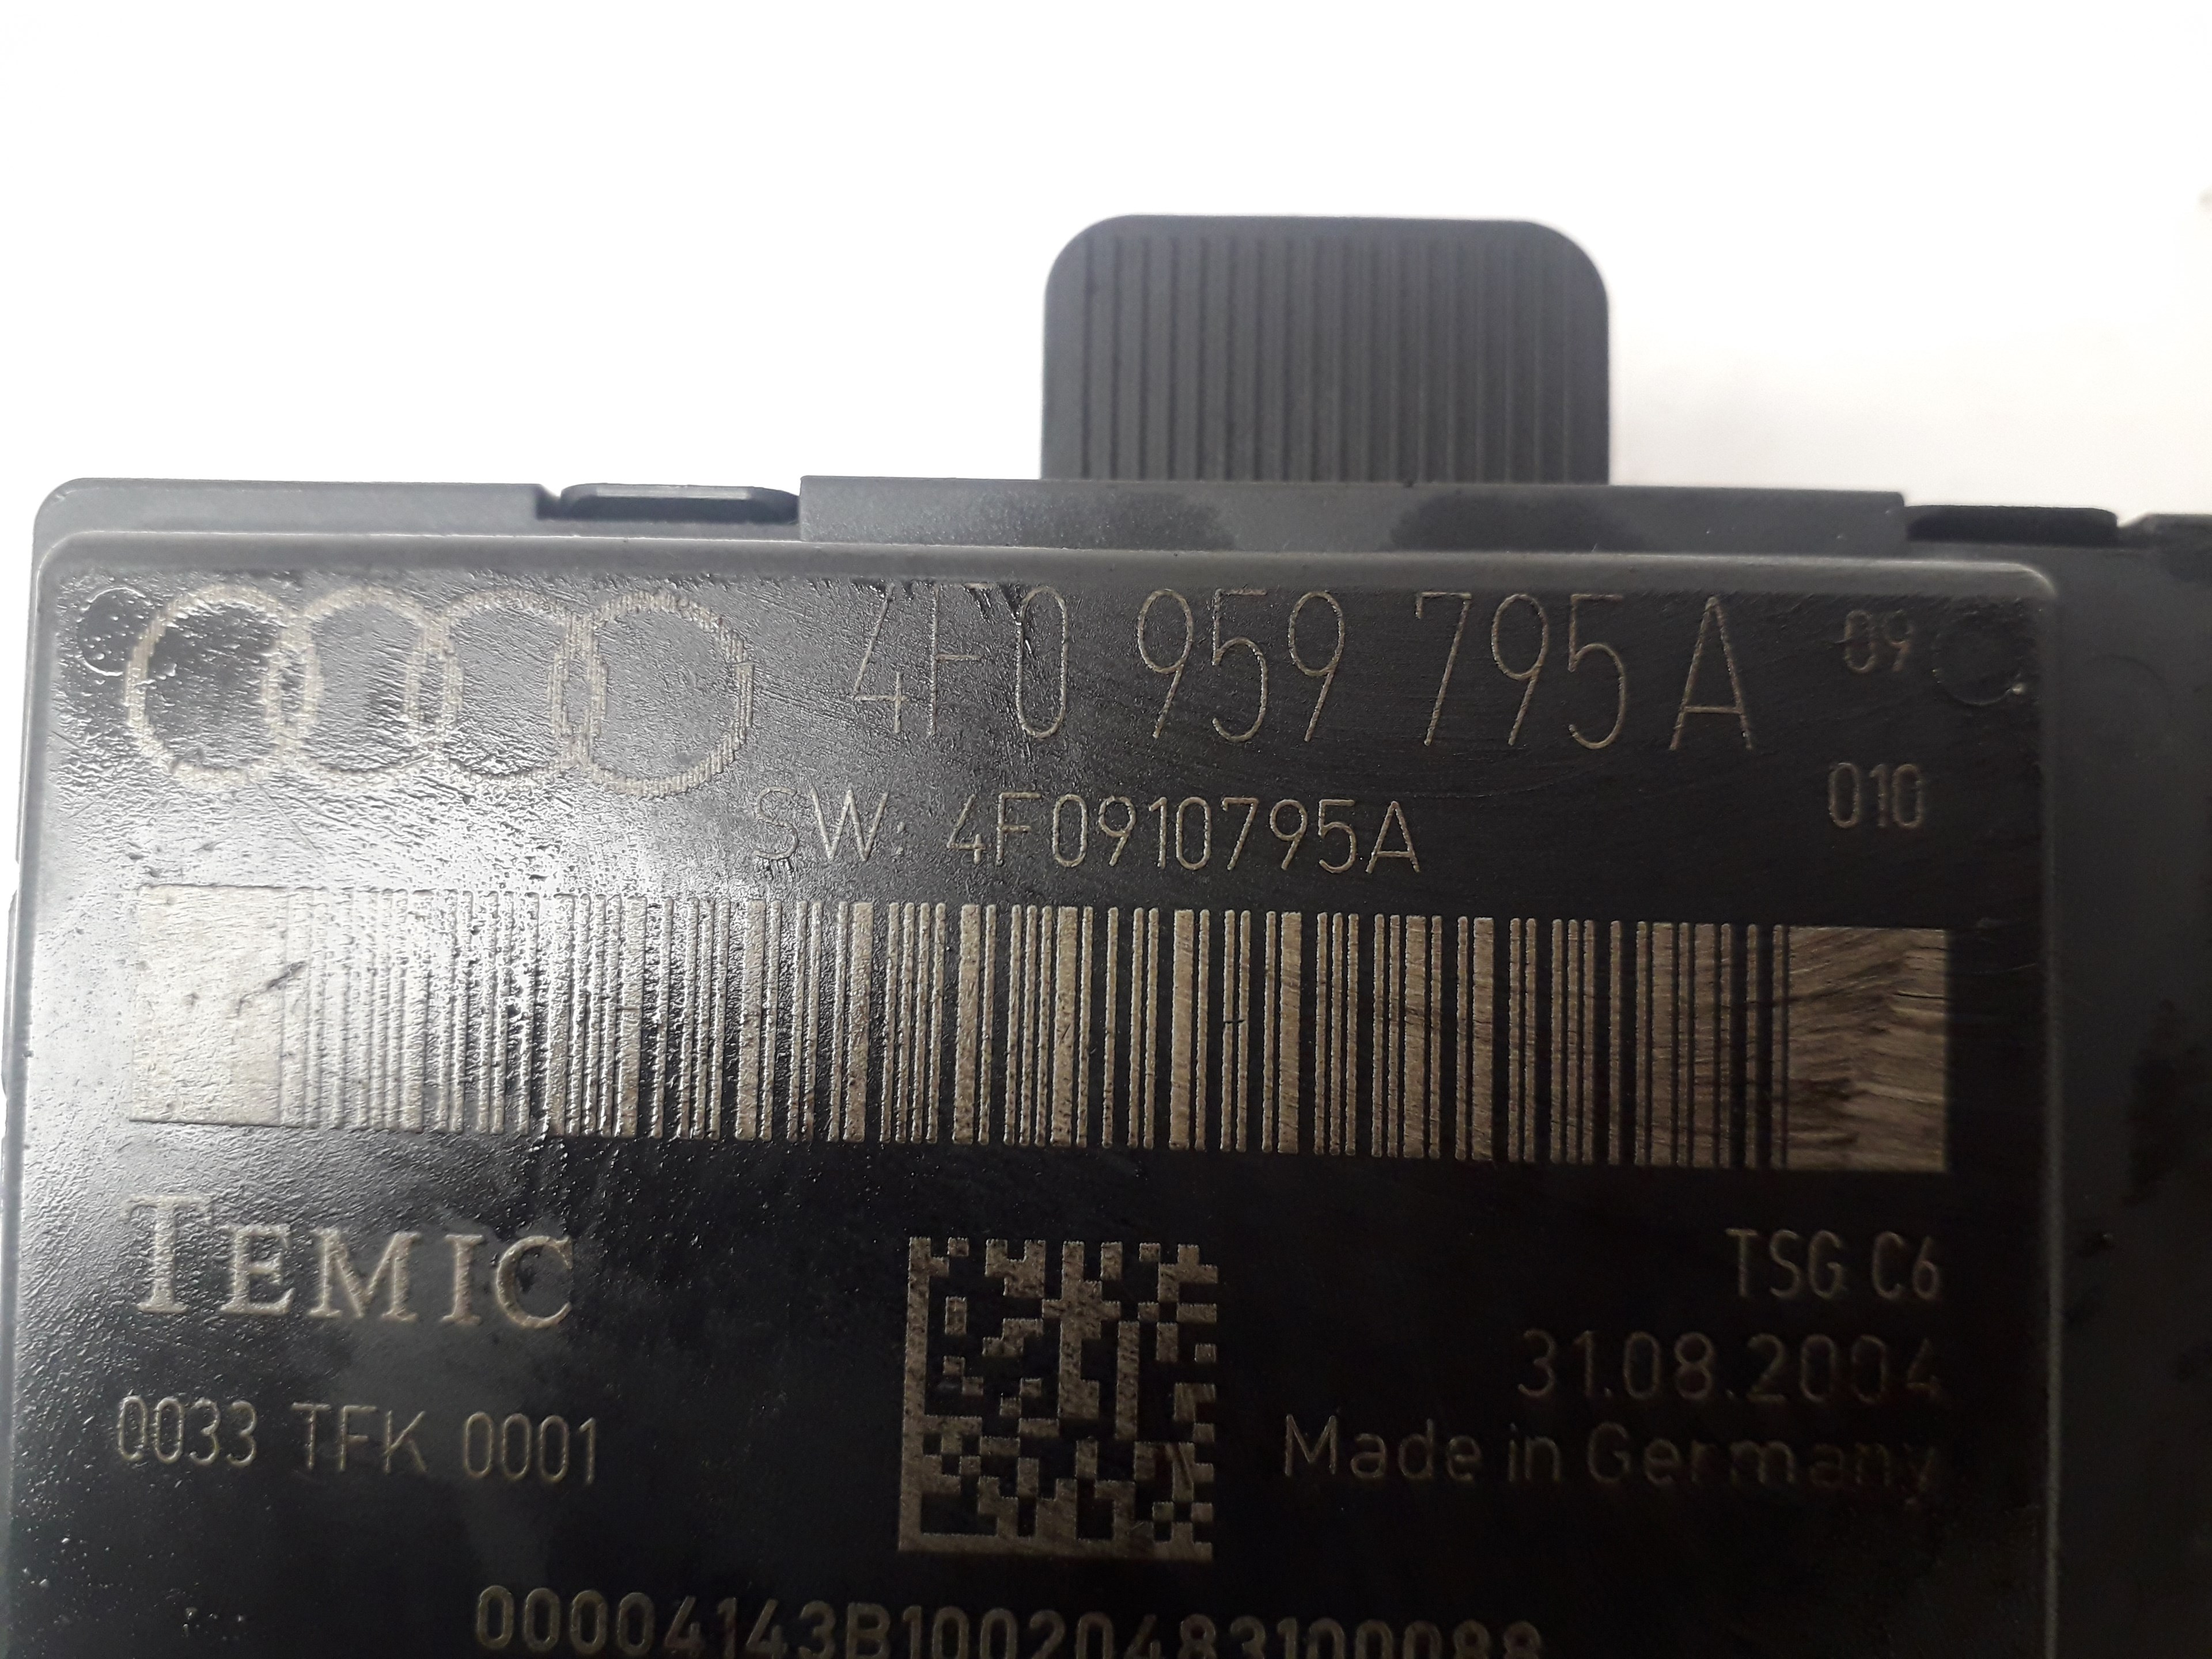 4F0 959 795 A 09
SW: 4F0910795A 010
TEMIC
TSG C6
31.08.2004
0033 TFK 0001
Made in Germany
00004143B10020483100088